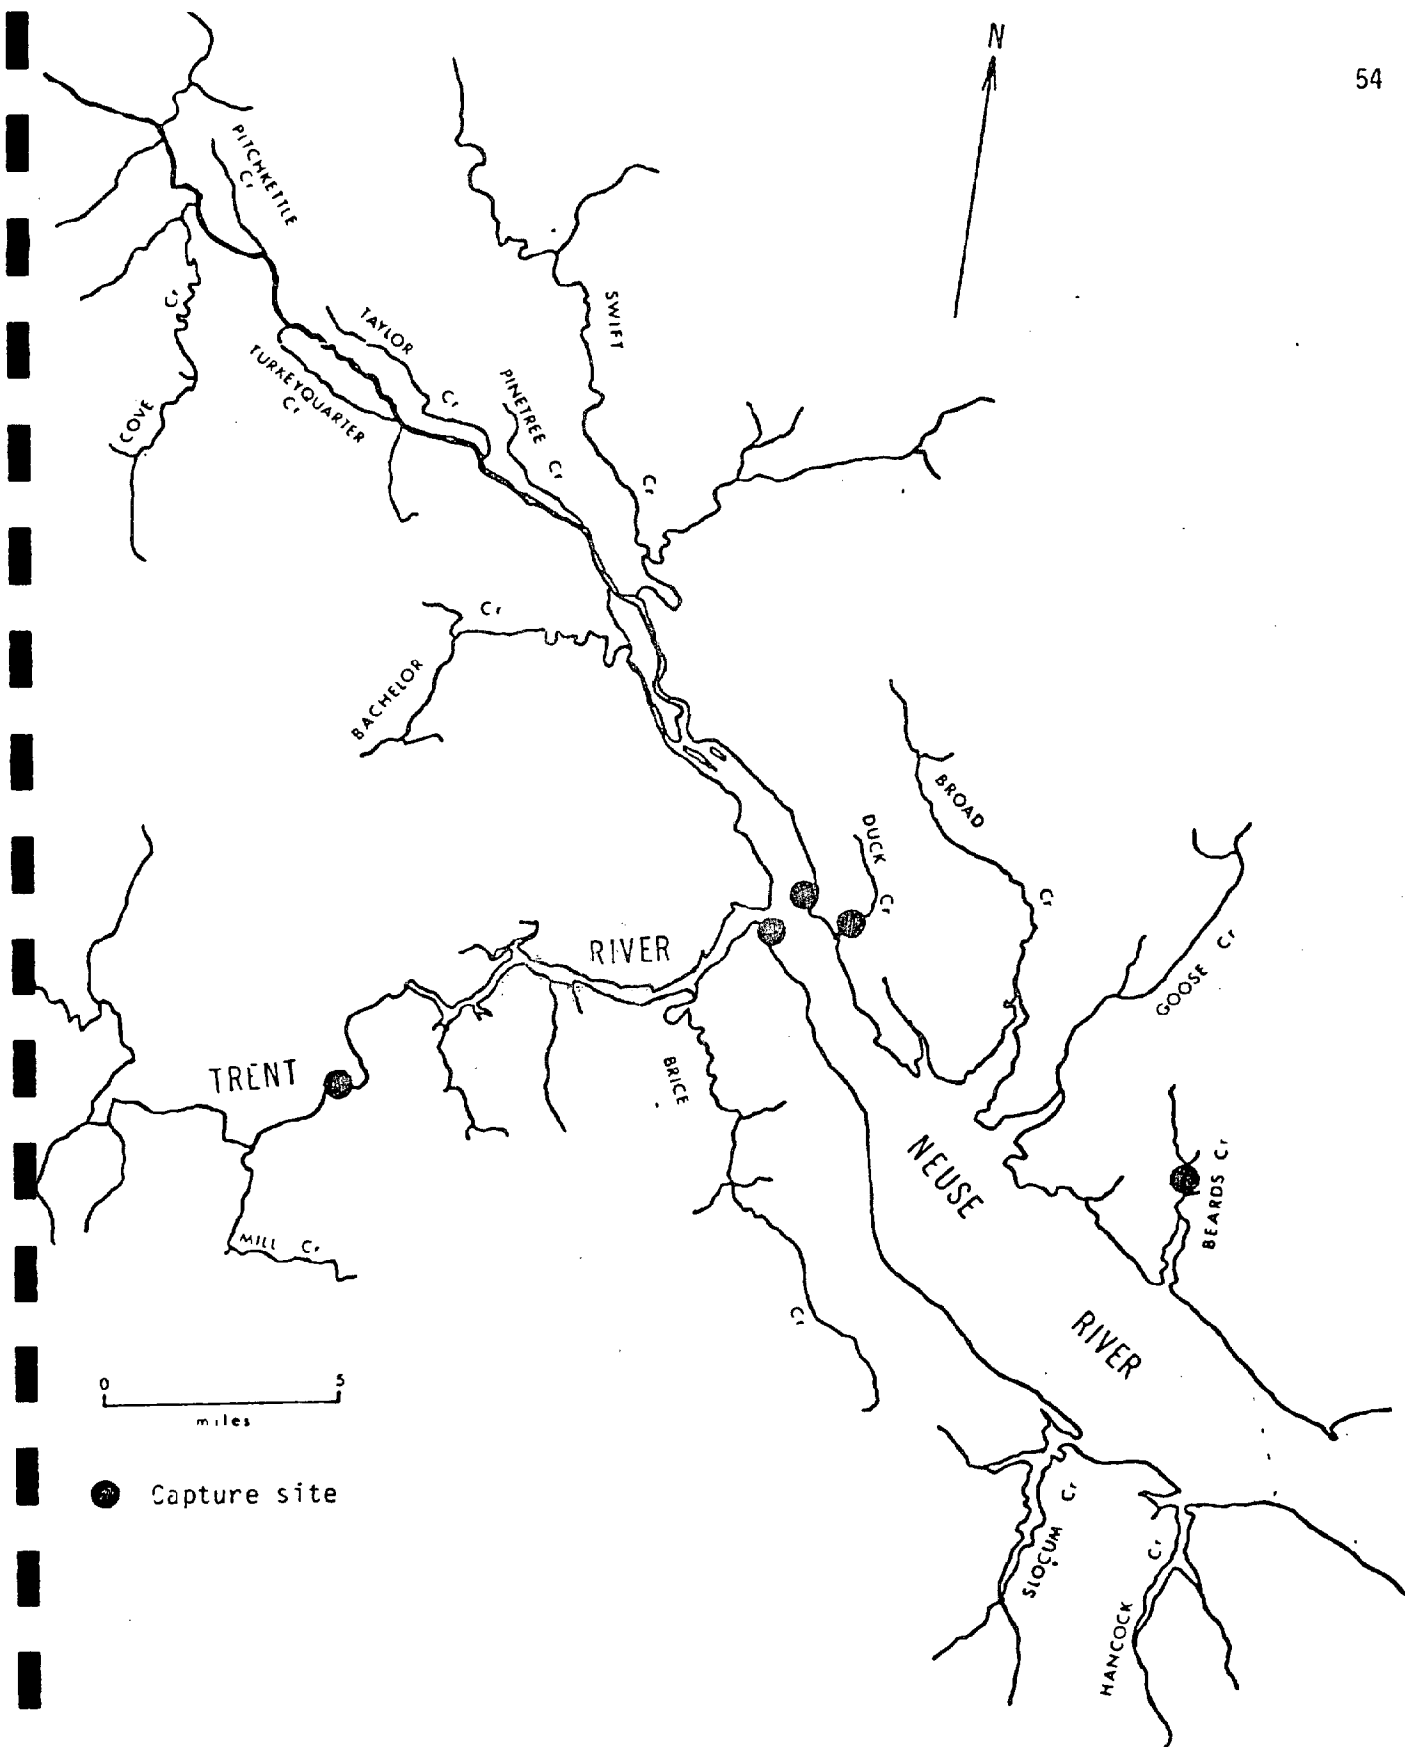 N
54
PITCHKETTLE
Cr
SWIFT
Cr
TAYLOR
Cr
TURKEYQUARTER
Cr
PINETREE
Cr
COVE
Cr
BACHELOR
Cr
BROAD
Cr
DUCK
Cr
GOOSE
Cr
TRENT
RIVER
BRICE
Cr
NEUSE
RIVER
BEARDS Cr
MILL Cr
0 5
miles
Capture site
SLOCUM
Cr
HANCOCK
Cr